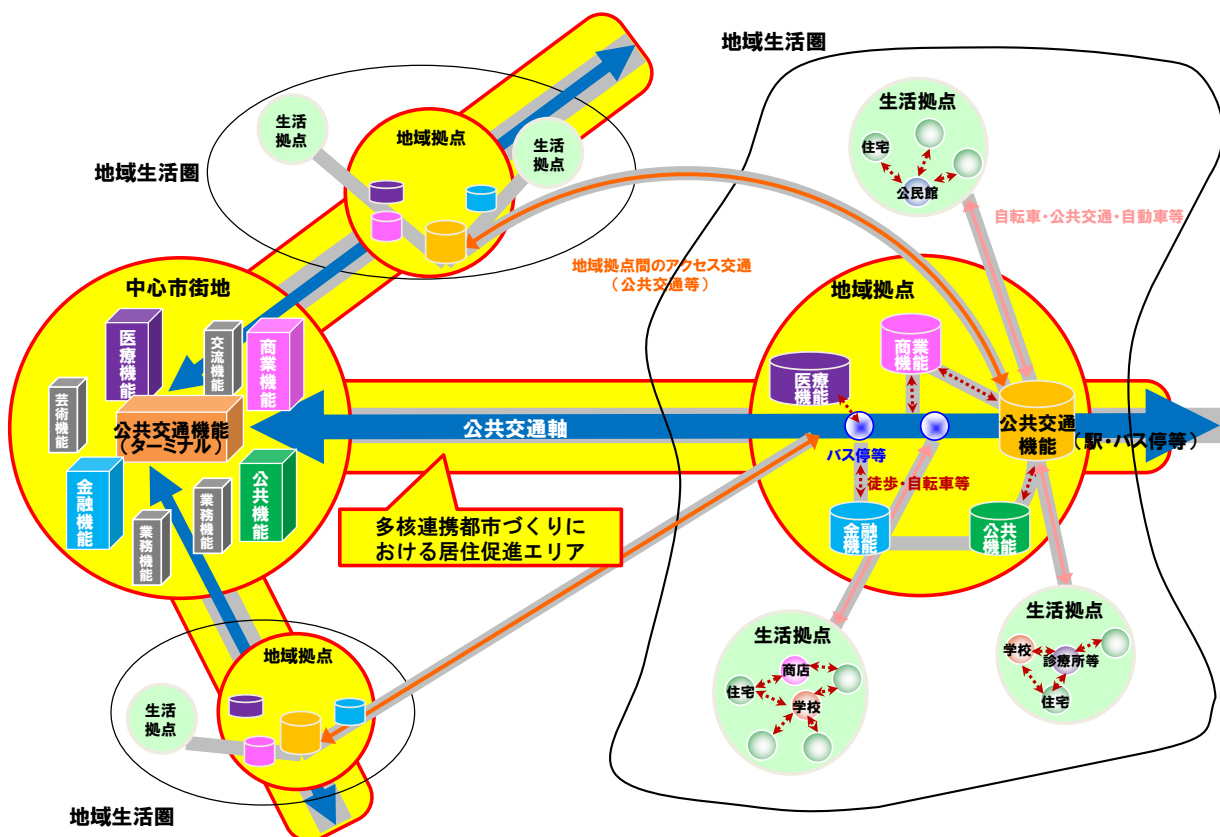 地域生活圏
生活拠点
住宅
公民館
自転車・公共交通・自動車等
生活
拠点
地域拠点
生活
拠点
地域生活圏
地域拠点間のアクセス交通
(公共交通等)
中心市街地
医療機能
交流機能
商業機能
芸術機能
公共交通機能
(ターミナル)
金融機能
業務機能
業務機能
公共機能
公共交通軸
多核連携都市づくりに
おける居住促進エリア
地域拠点
商業
機能
医療
機能
バス停等
公共交通
機能
(駅・バス停等)
徒歩・自転車等
金融
機能
公共
機能
生活拠点
商店
住宅
学校
生活拠点
学校
診療所等
住宅
地域拠点
生活
拠点
地域生活圏